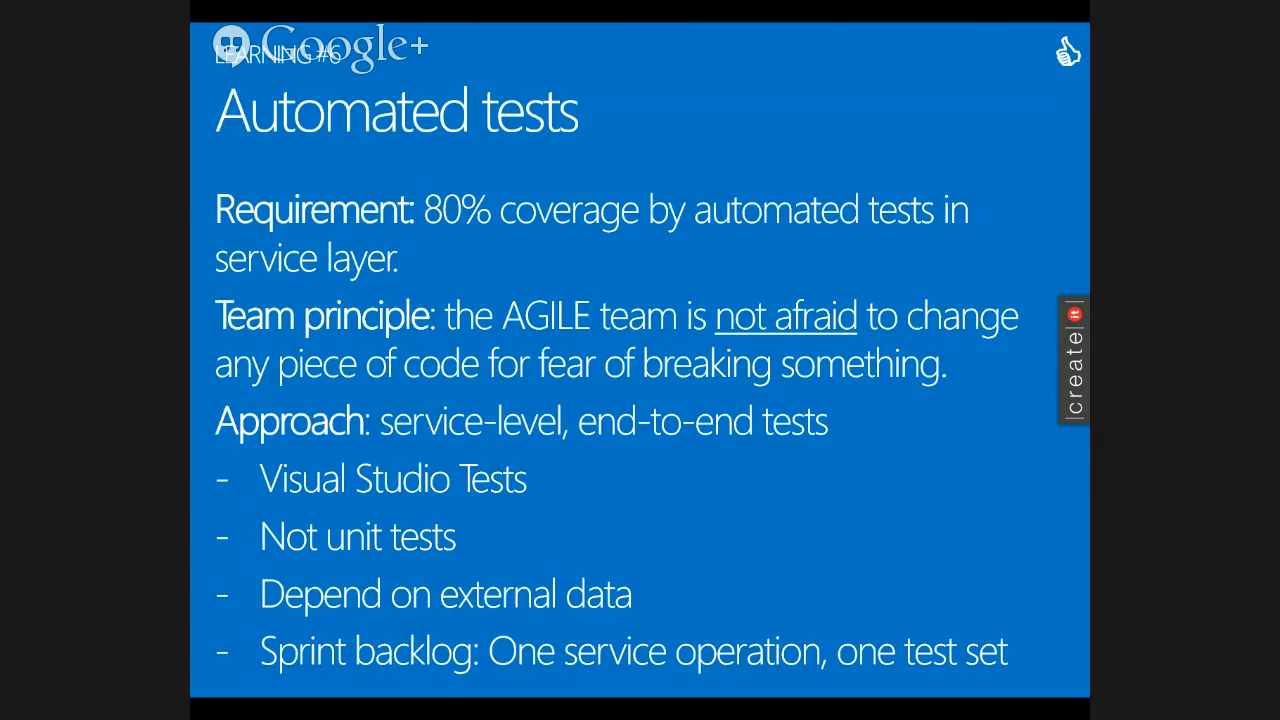 Google+
LEARNING #6
Automated tests
Requirement: 80% coverage by automated tests in
service layer.
Team principle: the AGILE team is not afraid to change
any piece of code for fear of breaking something.
Approach: service-level, end-to-end tests
- Visual Studio Tests
- Not unit tests
- Depend on external data
- Sprint backlog: One service operation, one test set
|create|it|